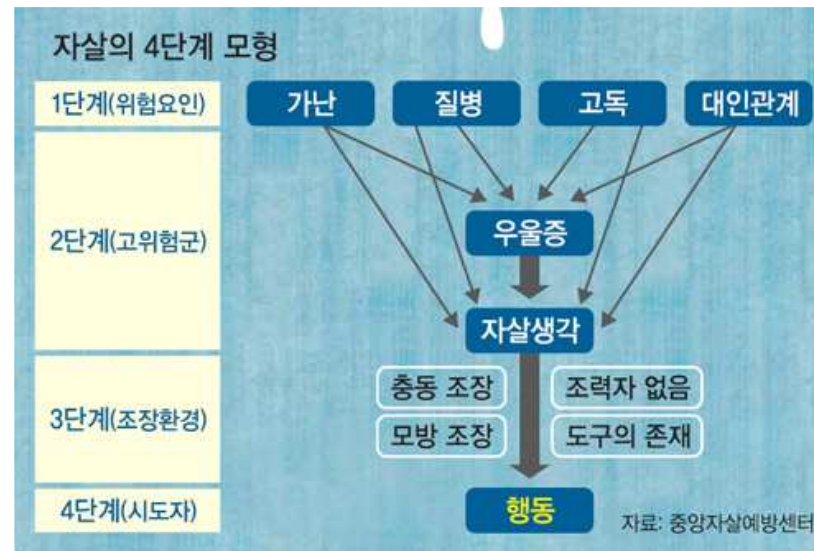 자살의 4단계 모형
1단계(위험요인)
가난
질병
고독
대인관계
2단계(고위험군)
우울증
자살생각
3단계(조장환경)
충동 조장
조력자 없음
모방 조장
도구의 존재
4단계(시도자)
행동
자료: 중앙자살예방센터